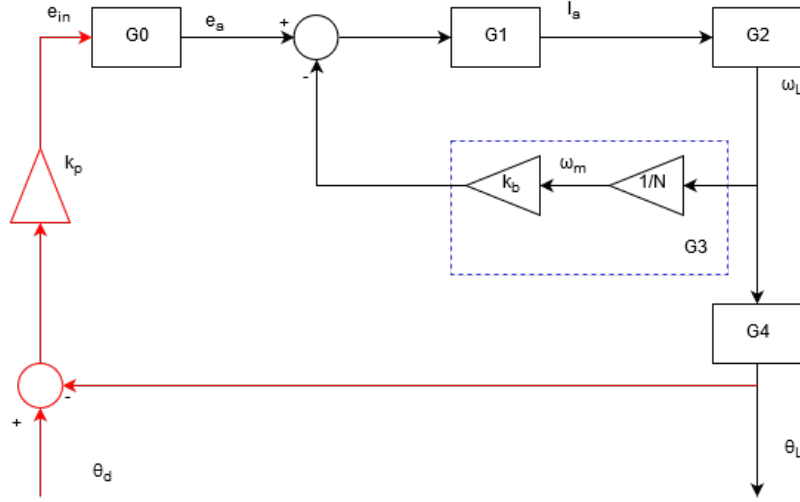 e_in
G0
e_a
+
-
G1
I_a
G2
ω_L
k_p
k_b
ω_m
1/N
G3
G4
-
+
θ_d
θ_L